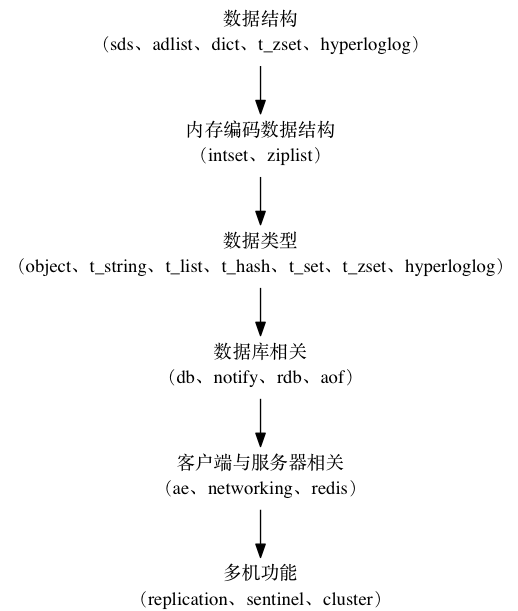 数据结构
（sds、adlist、dict、t_zset、hyperloglog）
内存编码数据结构
（intset、ziplist）
数据类型
（object、t_string、t_list、t_hash、t_set、t_zset、hyperloglog）
数据库相关
（db、notify、rdb、aof）
客户端与服务器相关
（ae、networking、redis）
多机功能
（replication、sentinel、cluster）